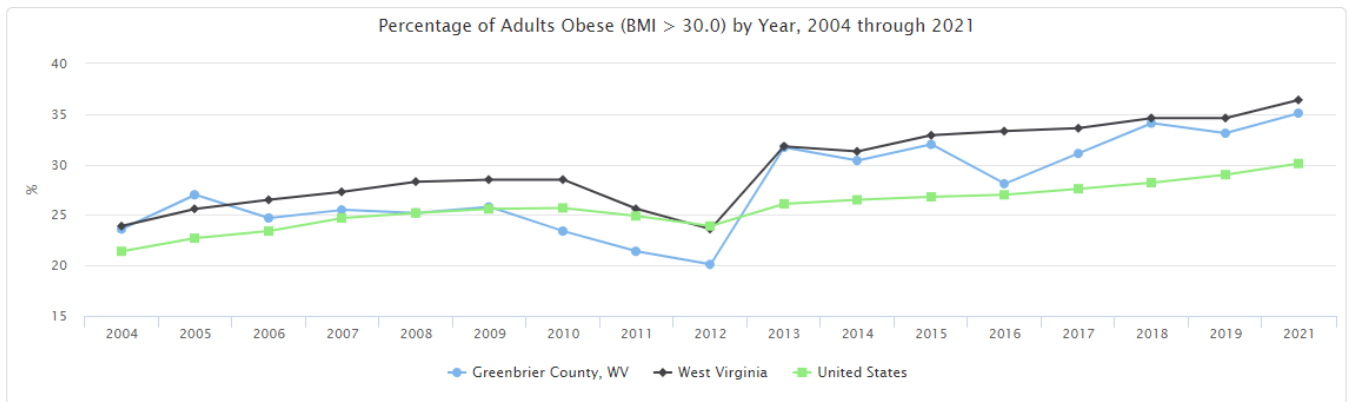 Percentage of Adults Obese (BMI > 30.0) by Year, 2004 through 2021
40
35
30
25
20
15
%
2004 2005 2006 2007 2008 2009 2010 2011 2012 2013 2014 2015 2016 2017 2018 2019 2021
Greenbrier County, WV West Virginia United States